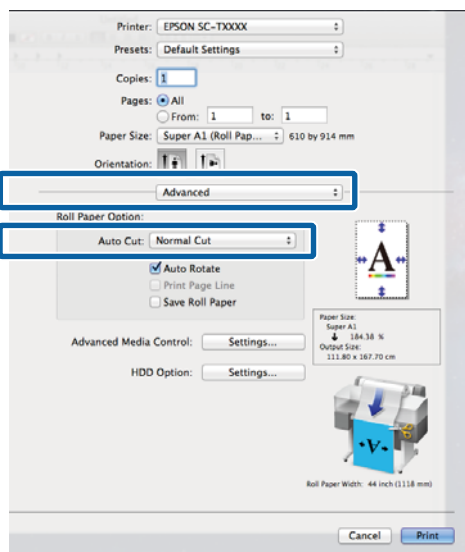 Printer: EPSON SC-TXXXX
Presets: Default Settings
Copies: 1
Pages: All
From: 1 to: 1
Paper Size: Super A1 (Roll Pap... 610 by 914 mm
Orientation:
Advanced
Roll Paper Option:
Auto Cut: Normal Cut
Auto Rotate
Print Page Line
Save Roll Paper
A
Paper Size:
Super A1
184.38 %
Output Size:
111.80 x 167.70 cm
Advanced Media Control: Settings...
HDD Option: Settings...
A
Roll Paper Width: 44 inch (1118 mm)
Cancel Print